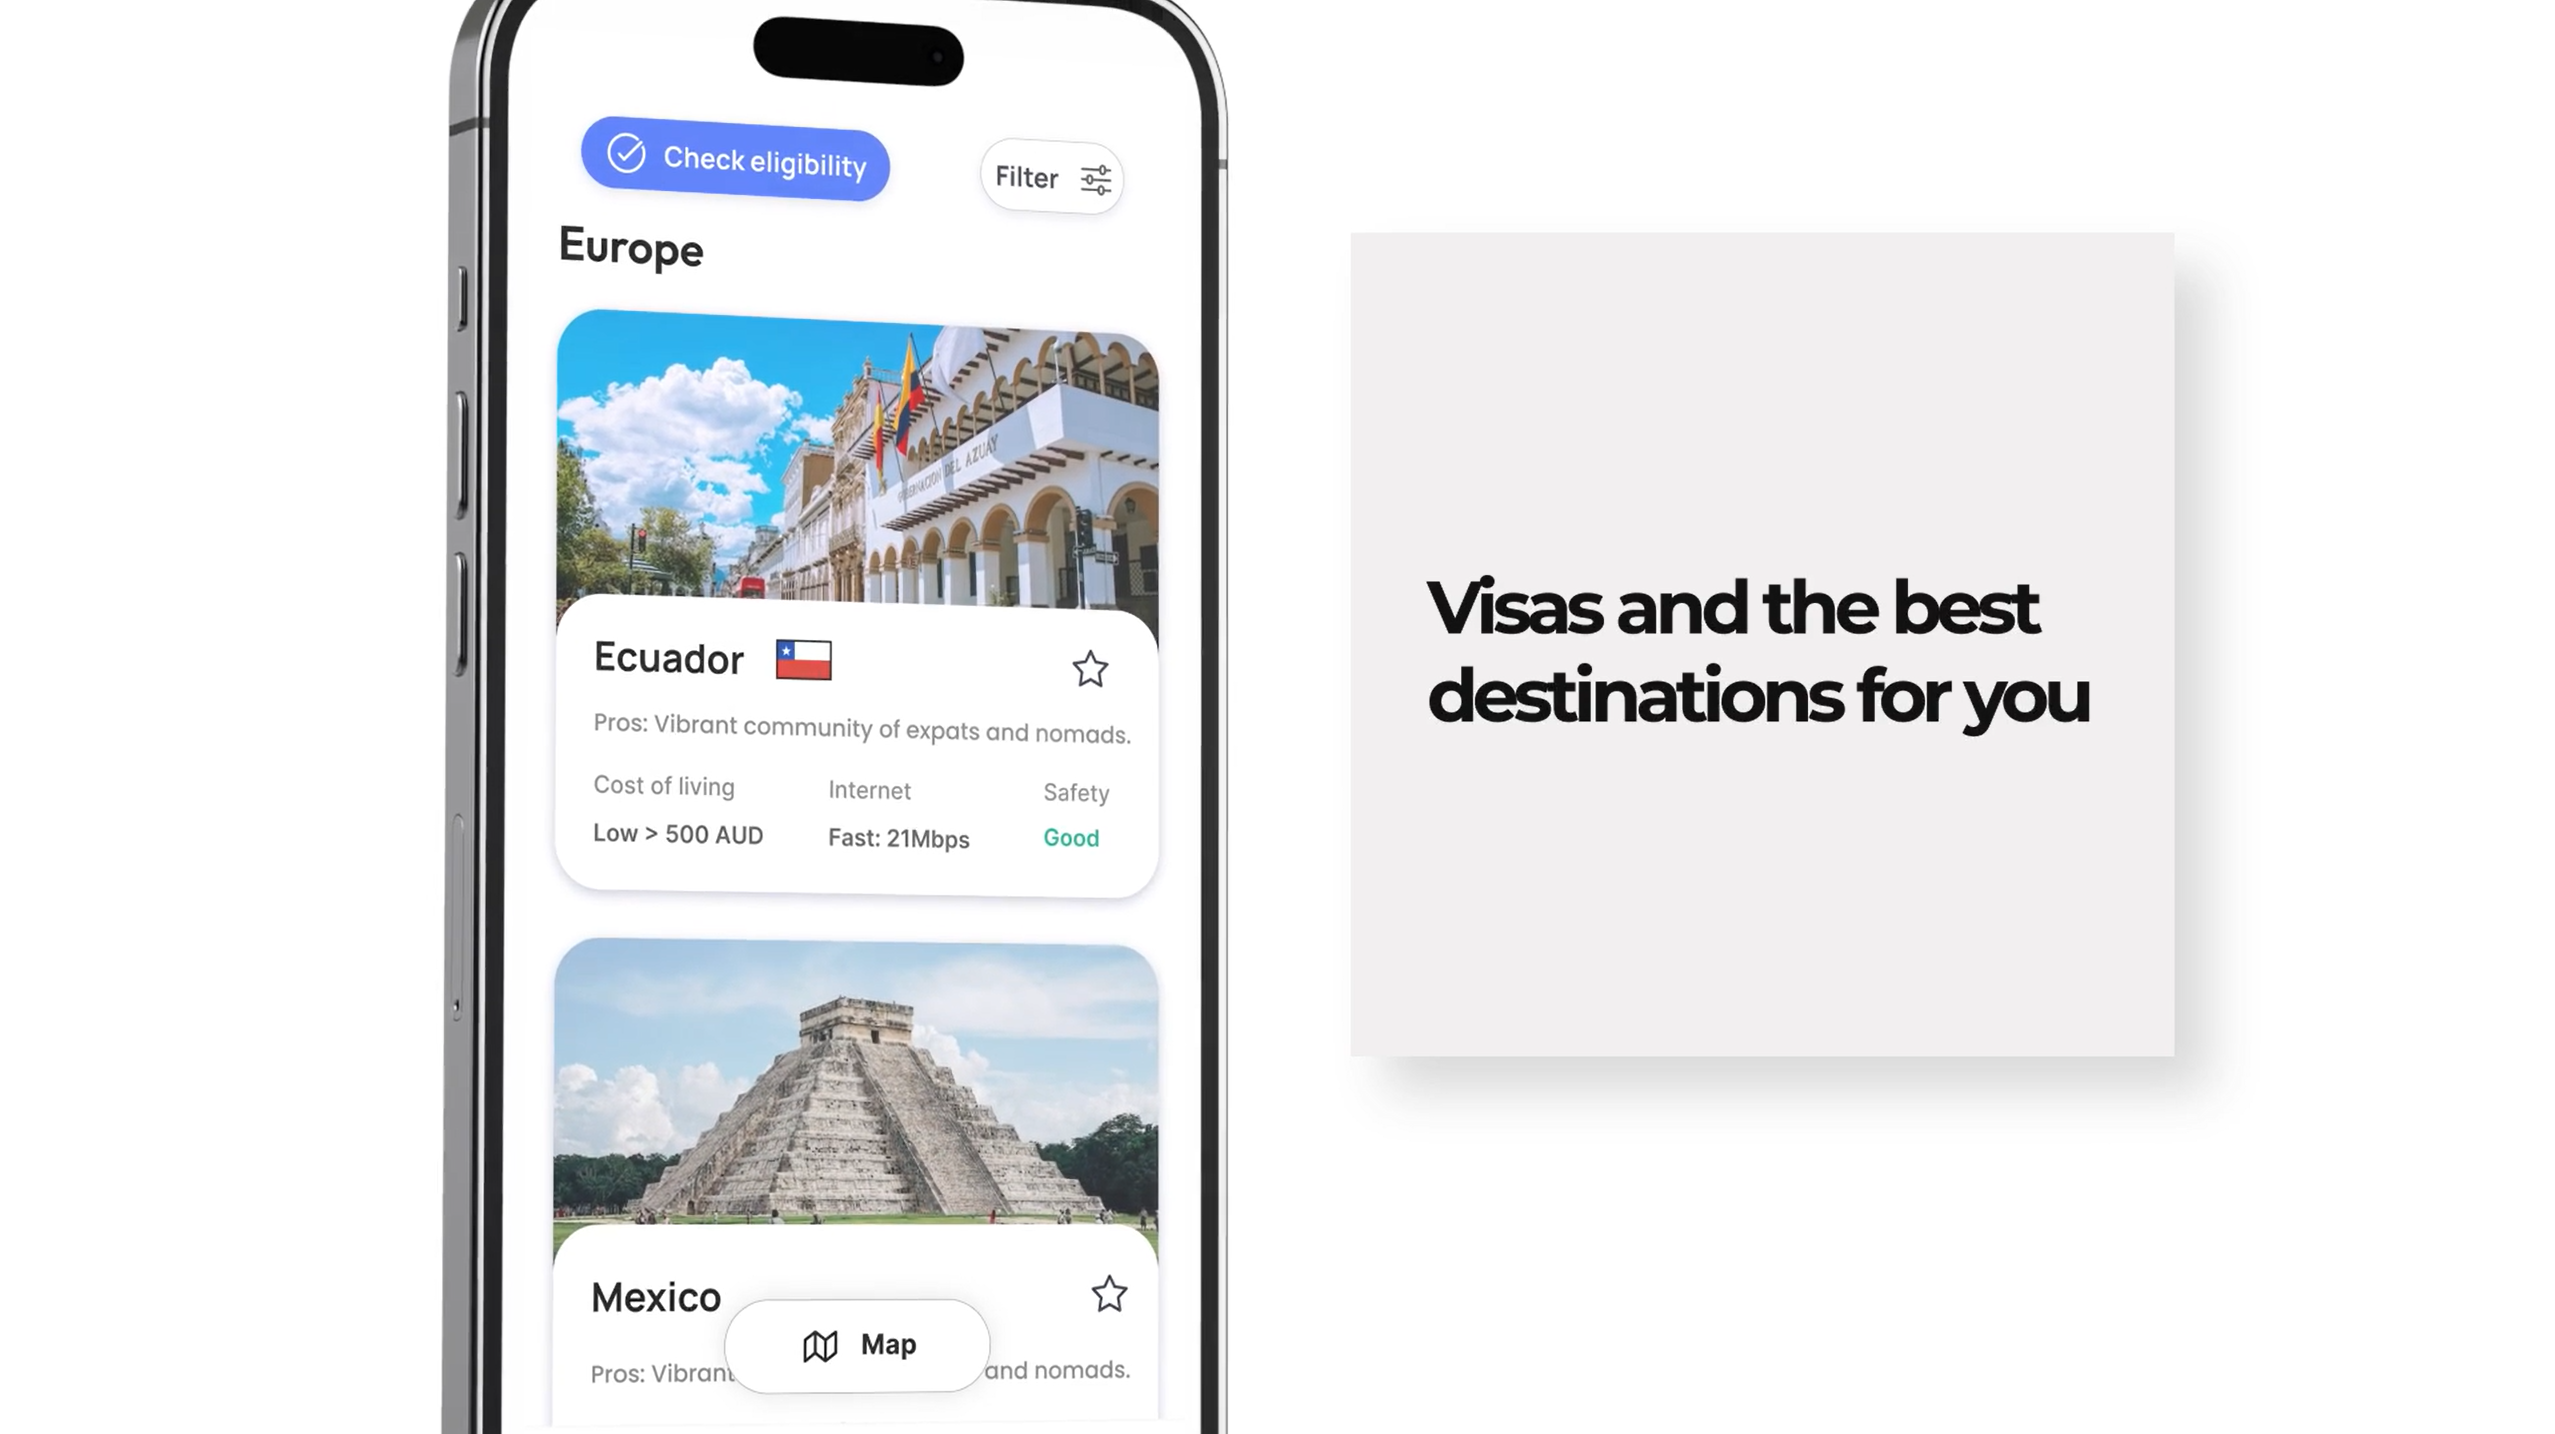 Check eligibility
Filter
Europe
GOBERNACION DEL AZUAY
Ecuador
Pros: Vibrant community of expats and nomads.
Cost of living
Internet
Safety
Low > 500 AUD
Fast: 21Mbps
Good
Mexico
Map
Pros: Vibrant
and nomads.
Visas and the best
destinations for you